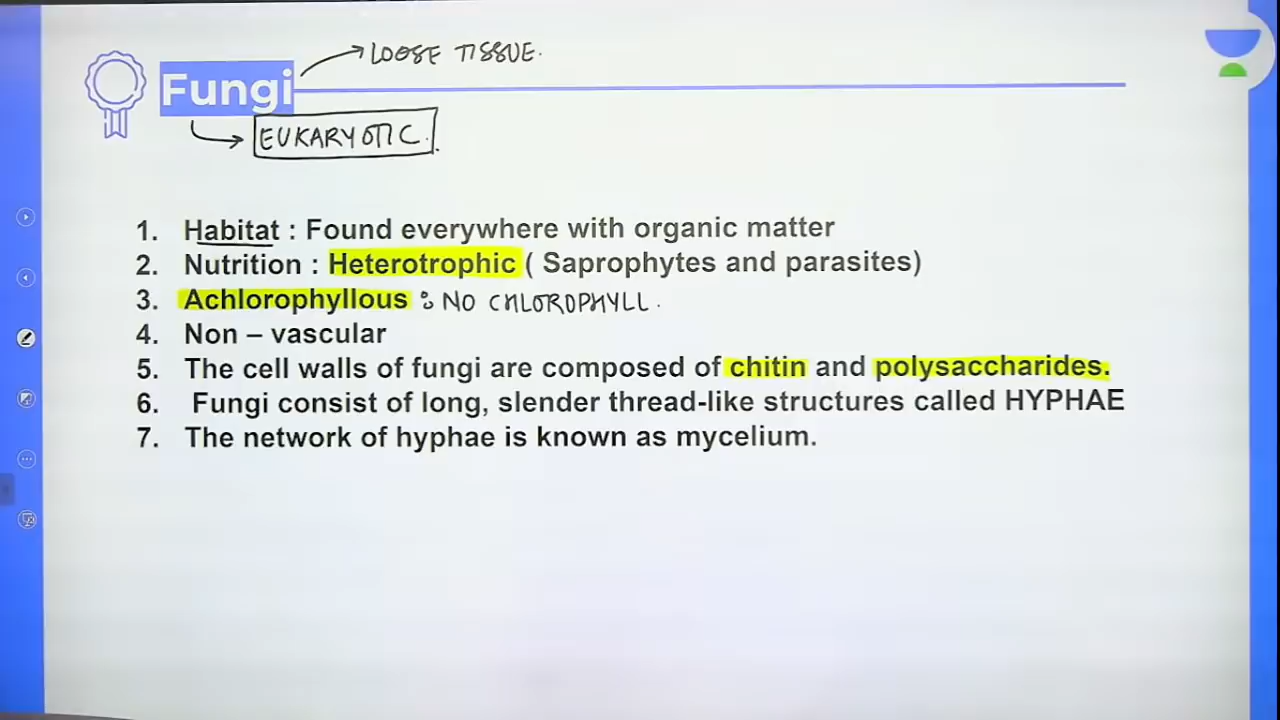 → LOOSE TISSUE.
Fungi
→ EUKARYOTIC.
1. Habitat : Found everywhere with organic matter
2. Nutrition : Heterotrophic ( Saprophytes and parasites)
3. Achlorophyllous : NO CHLOROPHYLL.
4. Non – vascular
5. The cell walls of fungi are composed of chitin and polysaccharides.
6. Fungi consist of long, slender thread-like structures called HYPHAE
7. The network of hyphae is known as mycelium.